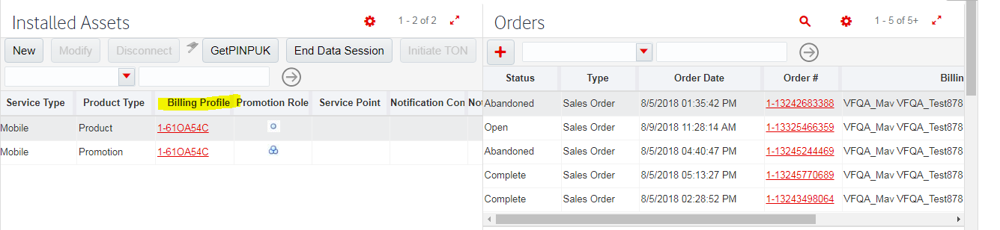 Installed Assets
1 - 2 of 2
New Modify Disconnect GetPINPUK End Data Session Initiate TON
Service Type Product Type Billing Profile Promotion Role Service Point Notification Con Not
Mobile Product 1-61OA54C
Mobile Promotion 1-61OA54C
Orders
1 - 5 of 5+
Status Type Order Date Order # Billin
Abandoned Sales Order 8/5/2018 01:35:42 PM 1-13242683388 VFQA_Mav VFQA_Test878
Open Sales Order 8/9/2018 11:28:14 AM 1-13325466359 VFQA_Mav VFQA_Test878
Abandoned Sales Order 8/5/2018 04:40:47 PM 1-13245244469 VFQA_Mav VFQA_Test878
Complete Sales Order 8/5/2018 05:13:27 PM 1-13245770689 VFQA_Mav VFQA_Test878
Complete Sales Order 8/5/2018 02:28:52 PM 1-13243498064 VFQA_Mav VFQA_Test878